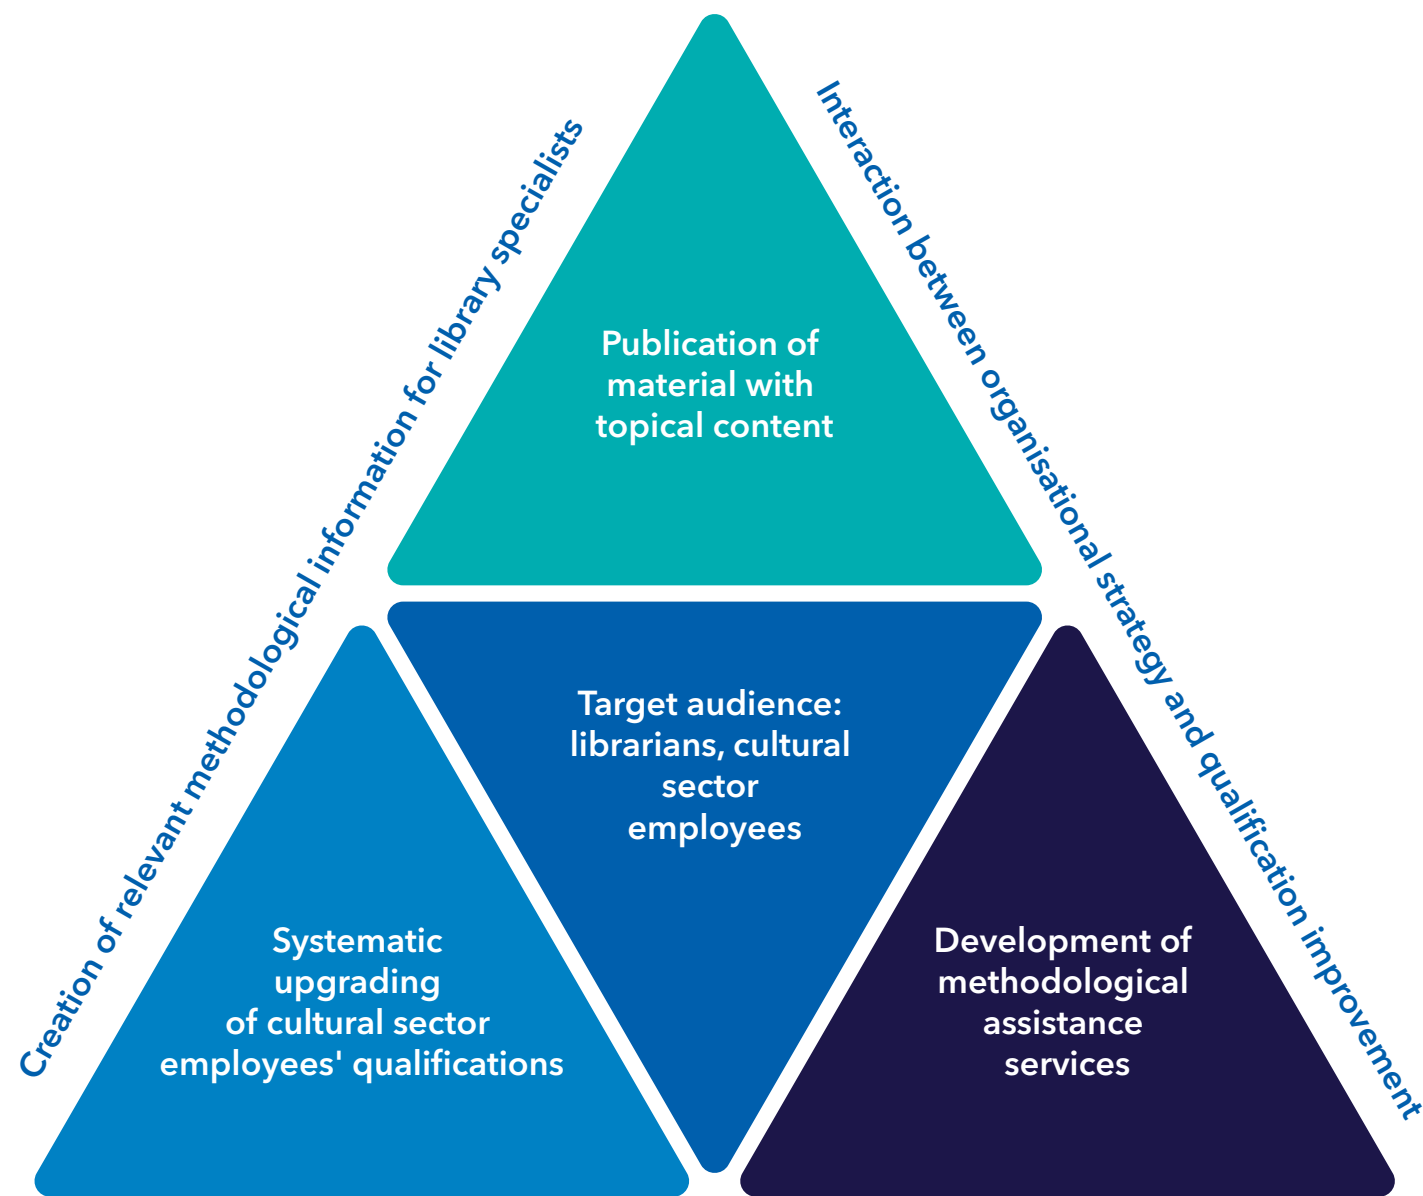 Creation of relevant methodological information for library specialists
Interaction between organisational strategy and qualification improvement
Publication of
material with
topical content
Target audience:
librarians, cultural
sector
employees
Systematic
upgrading
of cultural sector
employees' qualifications
Development of
methodological
assistance
services